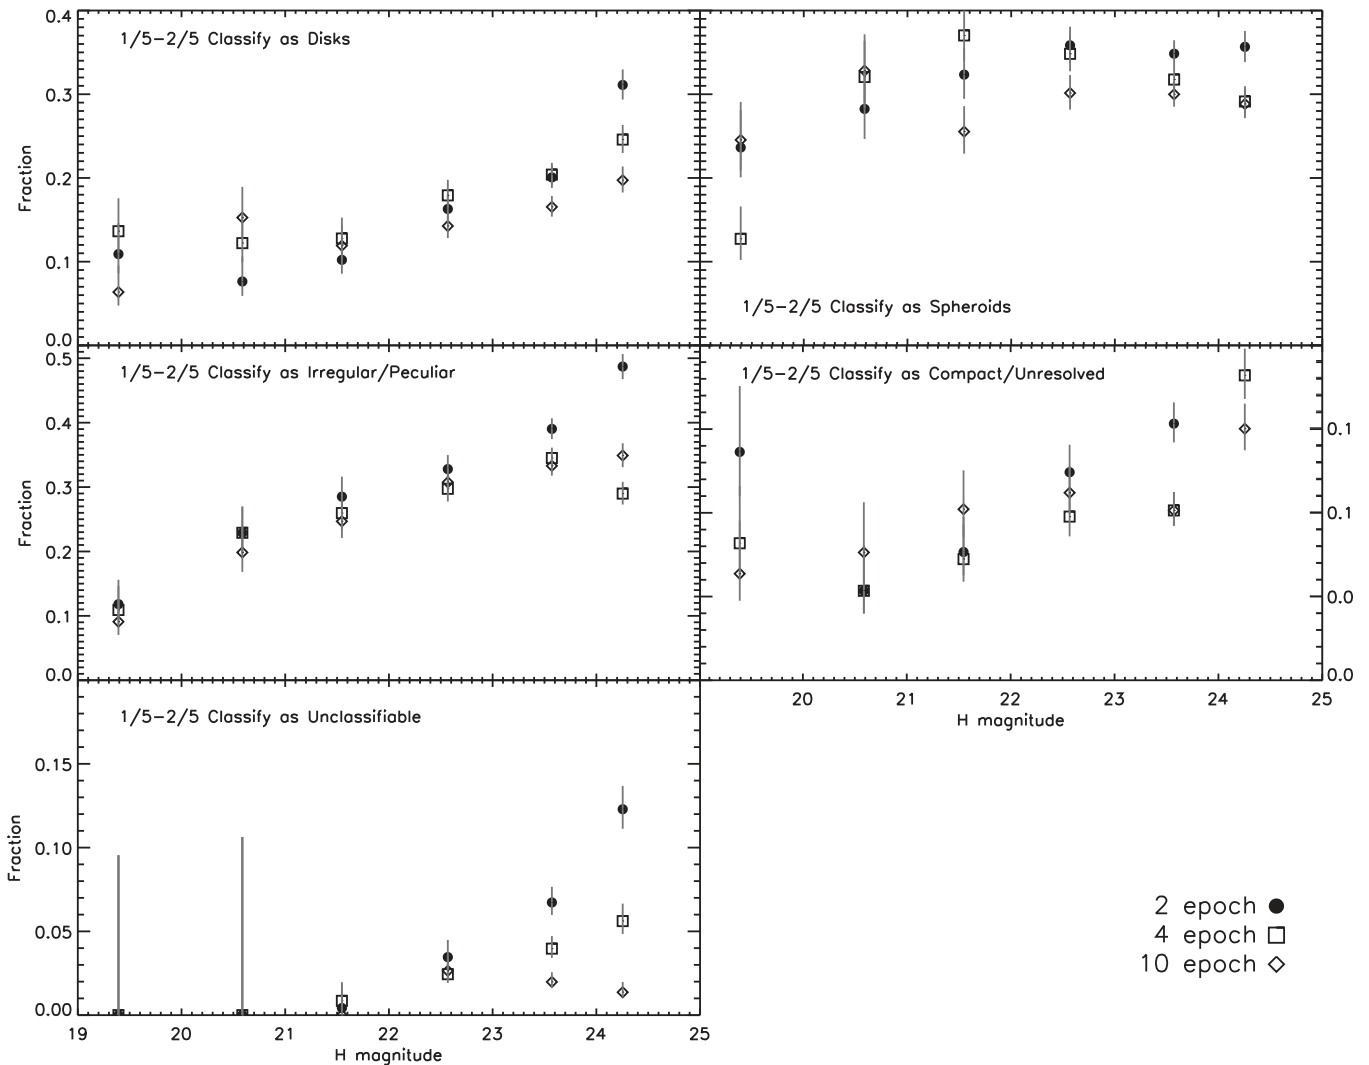 0.4
1/5-2/5 Classify as Disks
0.3
0.2
0.1
0.0
Fraction
1/5-2/5 Classify as Spheroids
0.5
1/5-2/5 Classify as Irregular/Peculiar
0.4
0.3
0.2
0.1
0.0
Fraction
1/5-2/5 Classify as Compact/Unresolved
0.1
0.1
0.0
0.0
20 21 22 23 24 25
H magnitude
1/5-2/5 Classify as Unclassifiable
0.15
0.10
0.05
0.00
Fraction
19 20 21 22 23 24 25
H magnitude
2 epoch
4 epoch
10 epoch